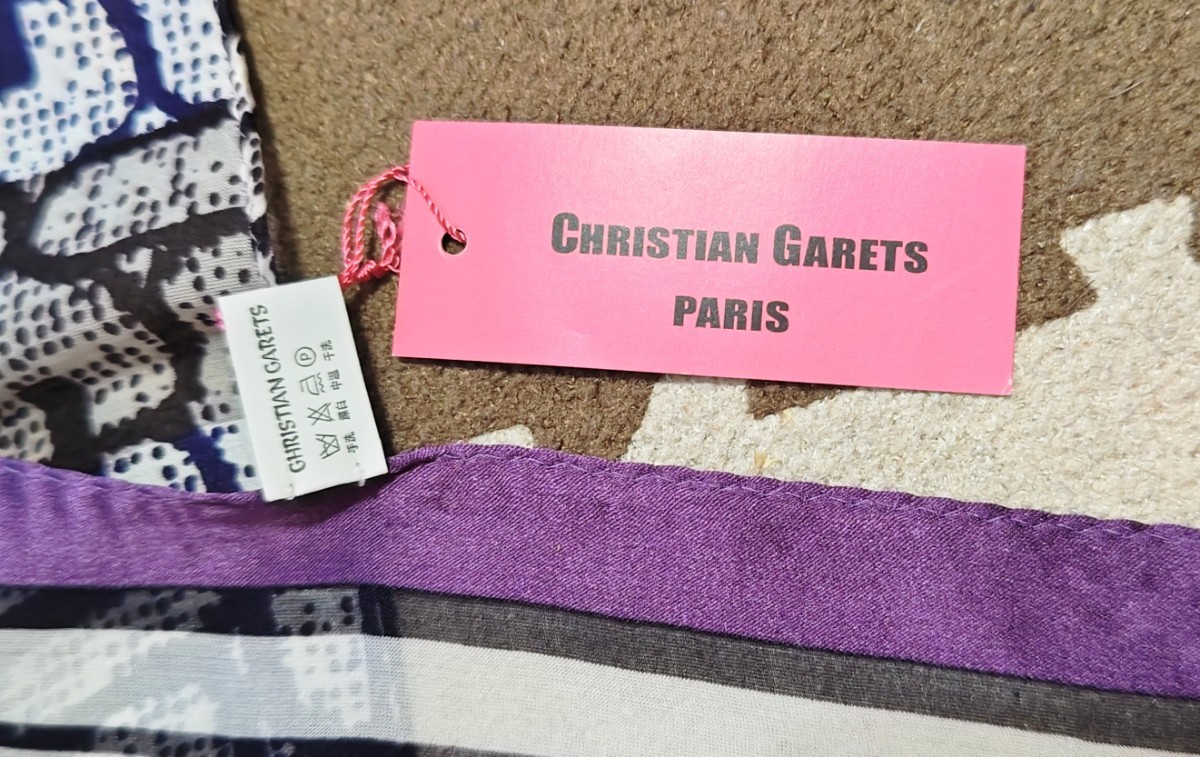 CHRISTIAN GARETS
PARIS
CHRISTIAN GARETS
P
手洗 漂白 中温 干洗